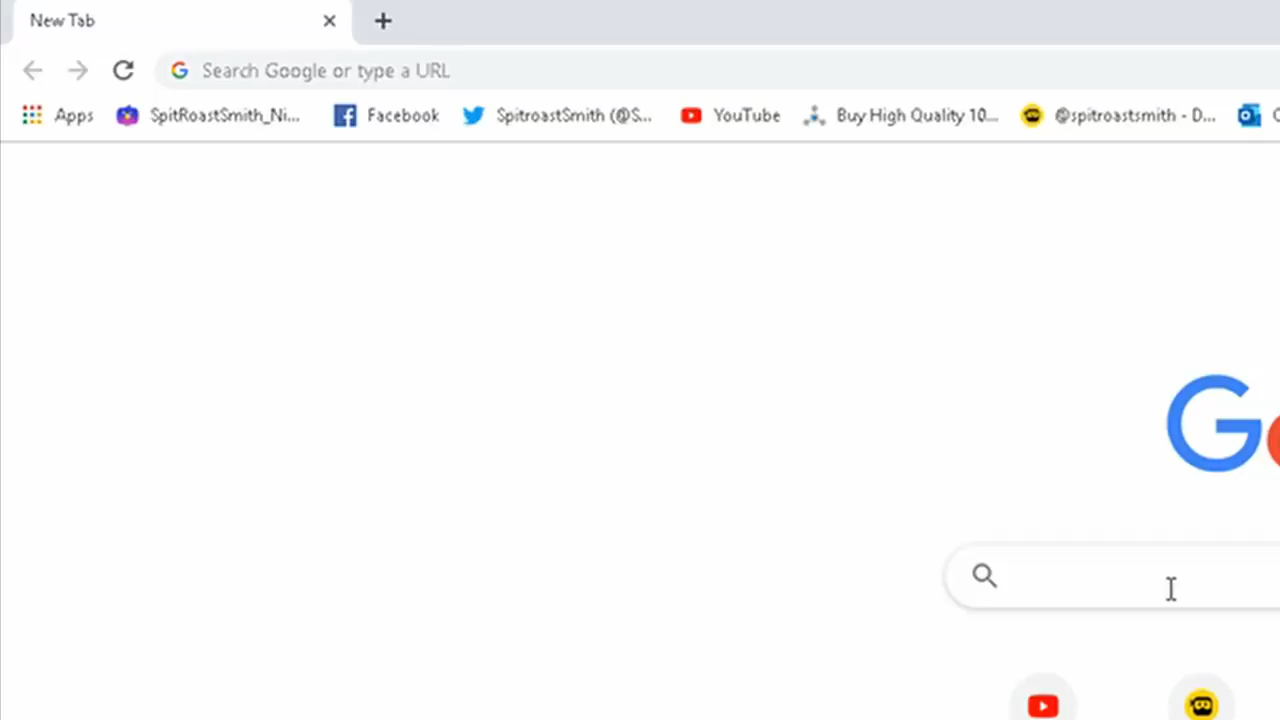 New Tab
Search Google or type a URL
Apps SpitRoastSmith_Ni... Facebook SpitroastSmith (@S... YouTube Buy High Quality 10... @spitroastsmith - D...
G